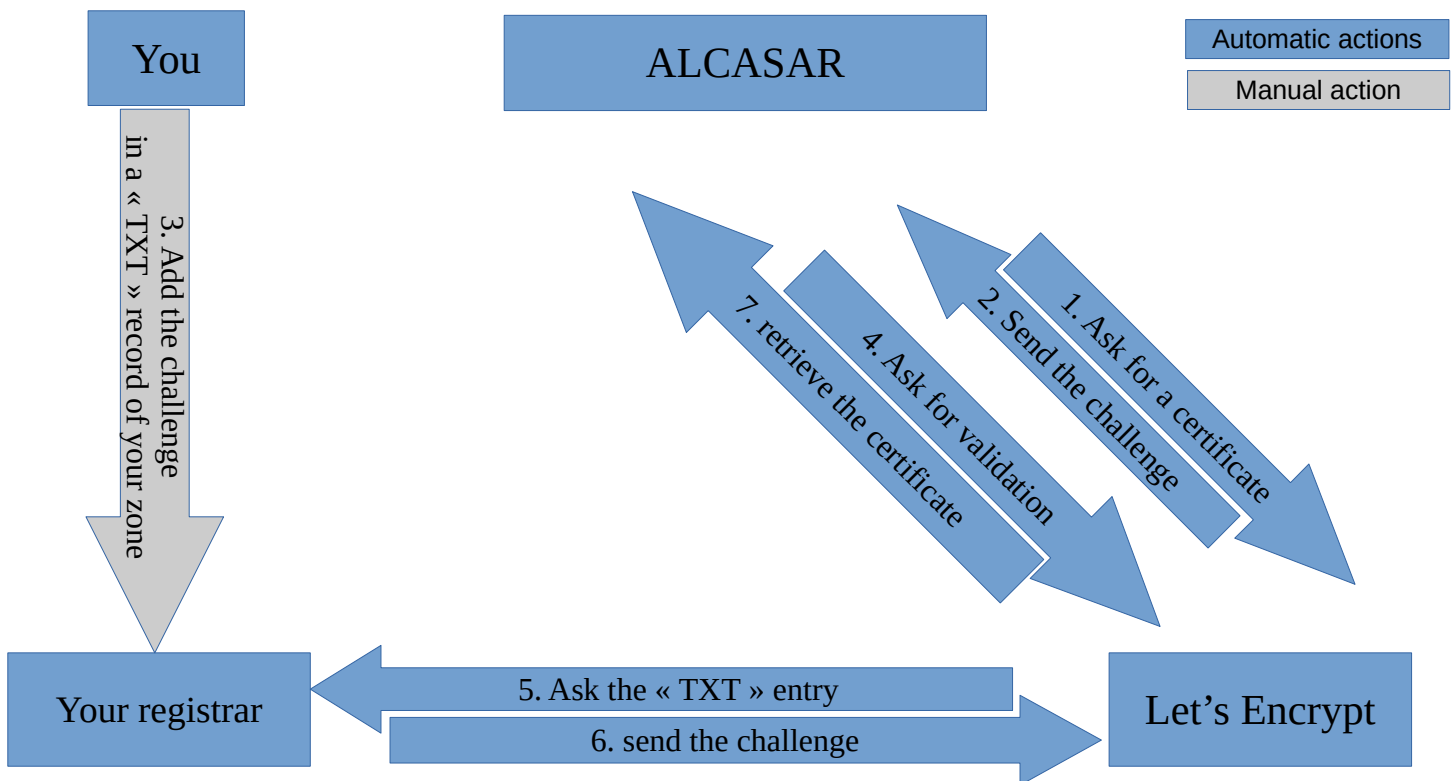 You
ALCASAR
Automatic actions
Manual action
3. Add the challenge
in a « TXT » record of your zone
1. Ask for a certificate
2. Send the challenge
4. Ask for validation
7. retrieve the certificate
Your registrar
5. Ask the « TXT » entry
6. send the challenge
Let’s Encrypt